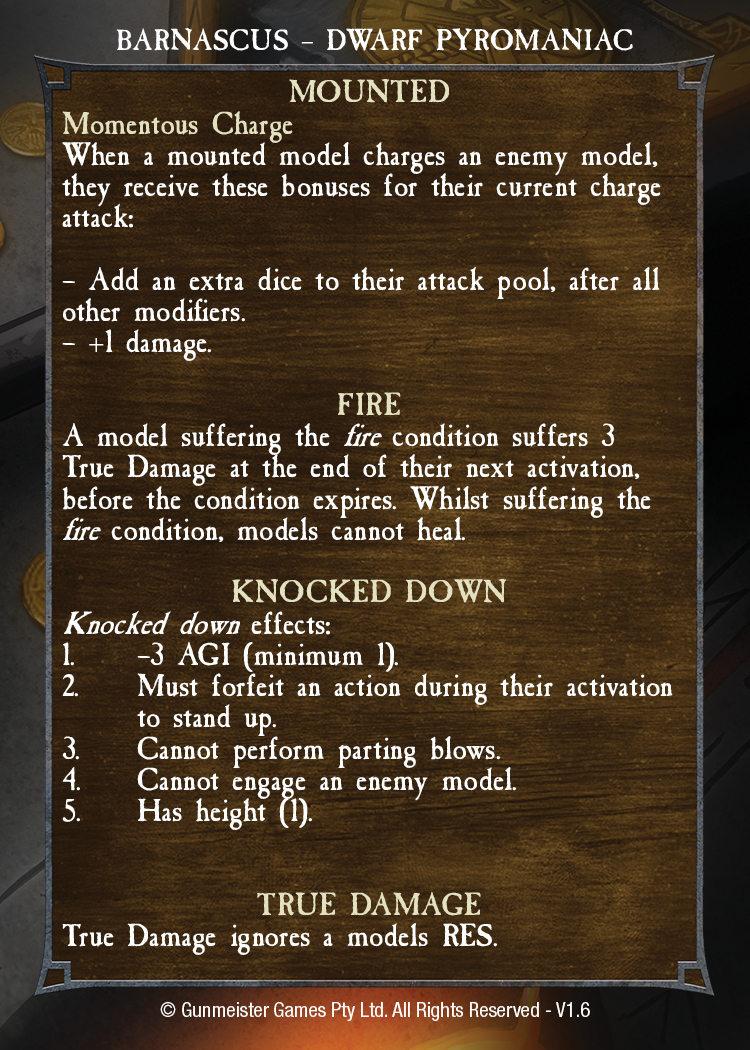 BARNASCUS – DWARF PYROMANIAC
MOUNTED
Momentous Charge
When a mounted model charges an enemy model,
they receive these bonuses for their current charge
attack:
– Add an extra dice to their attack pool, after all
other modifiers.
– +1 damage.
FIRE
A model suffering the fire condition suffers 3
True Damage at the end of their next activation,
before the condition expires. Whilst suffering the
fire condition, models cannot heal.
KNOCKED DOWN
Knocked down effects:
1. –3 AGI (minimum 1).
2. Must forfeit an action during their activation
to stand up.
3. Cannot perform parting blows.
4. Cannot engage an enemy model.
5. Has height (1).
TRUE DAMAGE
True Damage ignores a models RES.
© Gunmeister Games Pty Ltd. All Rights Reserved - V1.6